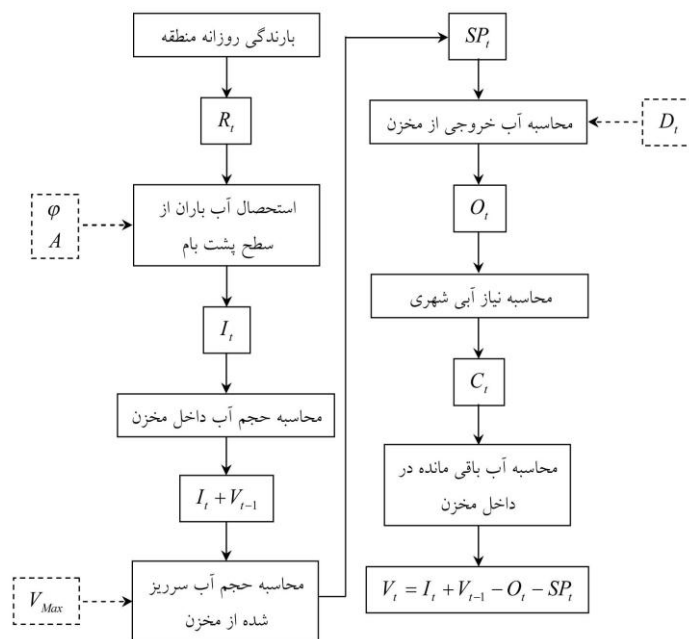 بارندگی روزانه منطقه
R_t
φ
A
استحصال آب باران از
سطح پشت بام
I_t
محاسبه حجم آب داخل مخزن
I_t + V_{t-1}
V_{Max}
محاسبه حجم آب سرریز
شده از مخزن
SP_t
محاسبه آب خروجی از مخزن
D_t
O_t
محاسبه نیاز آبی شهری
C_t
محاسبه آب باقی مانده در
داخل مخزن
V_t = I_t + V_{t-1} - O_t - SP_t